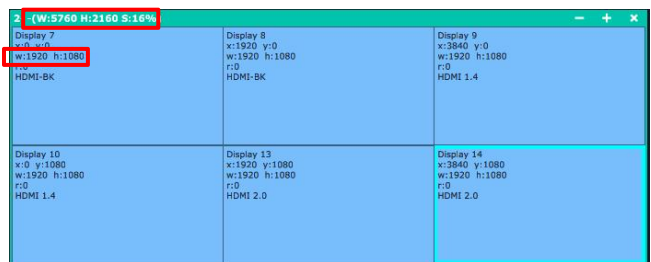 2 -(W:5760 H:2160 S:16%)
Display 7
x:0 y:0
w:1920 h:1080
r:0
HDMI-BK
Display 8
x:1920 y:0
w:1920 h:1080
r:0
HDMI-BK
Display 9
x:3840 y:0
w:1920 h:1080
r:0
HDMI 1.4
Display 10
x:0 y:1080
w:1920 h:1080
r:0
HDMI 1.4
Display 13
x:1920 y:1080
w:1920 h:1080
r:0
HDMI 2.0
Display 14
x:3840 y:1080
w:1920 h:1080
r:0
HDMI 2.0